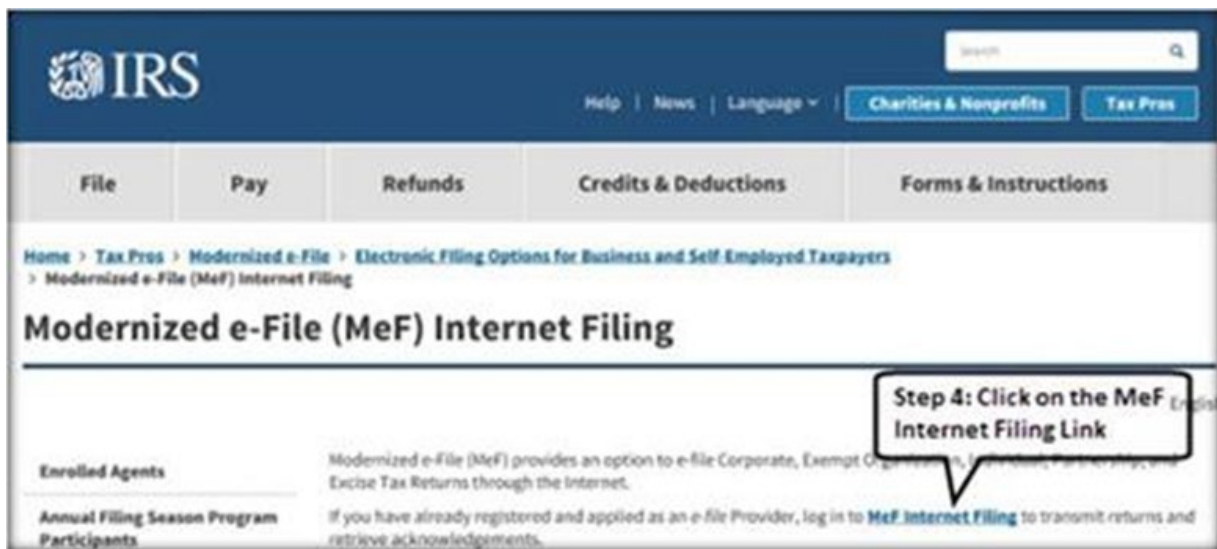 IRS
Search
Help | News | Language
Charities & Nonprofits
Tax Pros
File
Pay
Refunds
Credits & Deductions
Forms & Instructions
Home > Tax Pros > Modernized e-File > Electronic Filing Options for Business and Self-Employed Taxpayers
> Modernized e-File (MeF) Internet Filing
Modernized e-File (MeF) Internet Filing
Step 4: Click on the MeF
Internet Filing Link
Enrolled Agents
Annual Filing Season Program
Participants
Modernized e-File (MeF) provides an option to e-file Corporate, Exempt Organization, Individual, Partnership, and
Excise Tax Returns through the Internet.
If you have already registered and applied as an e-file Provider, log in to MeF Internet Filing to transmit returns and
retrieve acknowledgements.